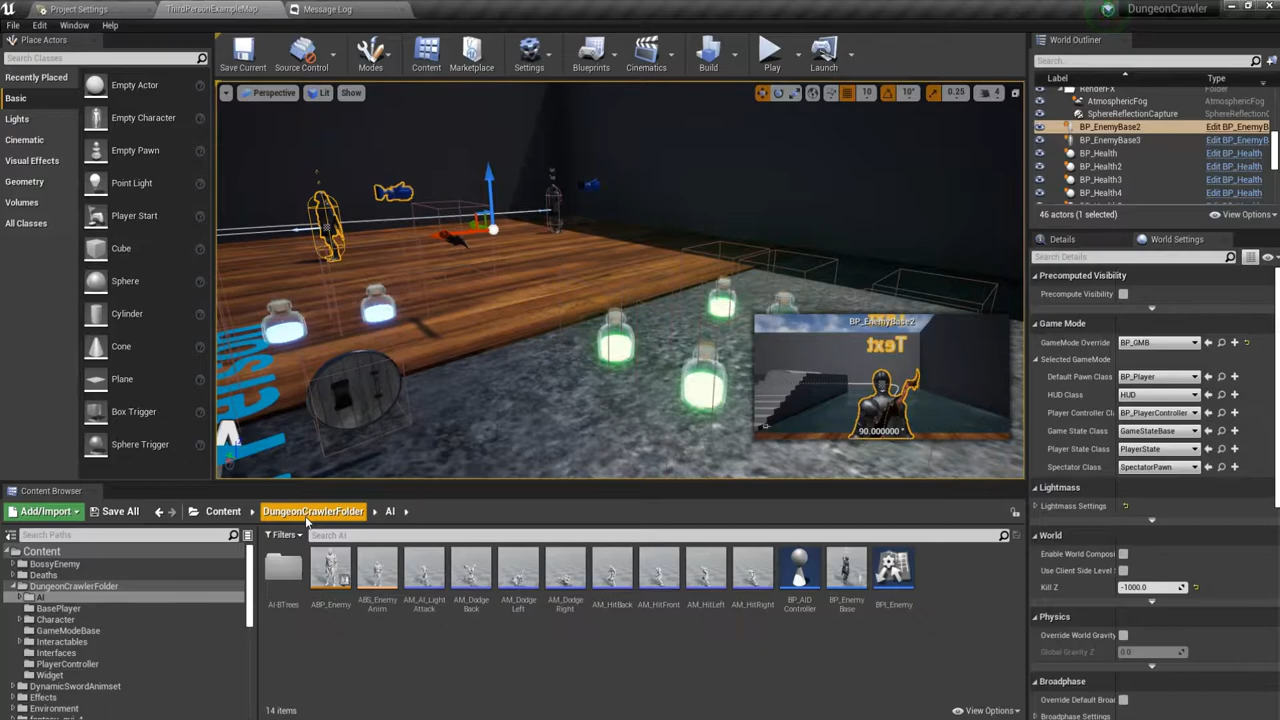 Project Settings
ThirdPersonExampleMap
Message Log
DungeonCrawler
File Edit Window Help
Place Actors
Search Classes
Recently Placed
Basic
Lights
Cinematic
Visual Effects
Geometry
Volumes
All Classes
Empty Actor
Empty Character
Empty Pawn
Point Light
Player Start
Cube
Sphere
Cylinder
Cone
Plane
Box Trigger
Sphere Trigger
Save Current
Source Control
Modes
Content
Marketplace
Settings
Blueprints
Cinematics
Build
Play
Launch
Perspective
Lit
Show
10
10°
0.25
4
BP_EnemyBase2
Text
90.000000 °
World Outliner
Search...
Label
Type
RenderFX Folder
AtmosphericFog AtmosphericFog
SphereReflectionCapture SphereReflectionC
BP_EnemyBase2 Edit BP_EnemyB
BP_EnemyBase3 Edit BP_EnemyB
BP_Health Edit BP_Health
BP_Health2 Edit BP_Health
BP_Health3 Edit BP_Health
BP_Health4 Edit BP_Health
46 actors (1 selected)
View Options
Details
World Settings
Search Details
Precomputed Visibility
Precompute Visibility
Game Mode
GameMode Override BP_GMB
Selected GameMode
Default Pawn Class BP_Player
HUD Class HUD
Player Controller Cl BP_PlayerController
Game State Class GameStateBase
Player State Class PlayerState
Spectator Class SpectatorPawn
Lightmass
Lightmass Settings
World
Enable World Composi
Use Client Side Level
Kill Z -1000.0
Physics
Override World Gravity
Global Gravity Z 0.0
Broadphase
Override Default Broa
Broadphase Settings
Content Browser
Add/Import
Save All
Content
DungeonCrawlerFolder
AI
Search Paths
Filters
Search AI
Content
BossyEnemy
Deaths
DungeonCrawlerFolder
AI
BasePlayer
Character
GameModeBase
Interactables
Interfaces
PlayerController
Widget
DynamicSwordAnimset
Effects
Environment
AI-BTrees
ABP_Enemy
ABS_Enemy
Anim
AM_AI_Light
Attack
AM_Dodge
Back
AM_Dodge
Left
AM_Dodge
Right
AM_HitBack
AM_HitFront
AM_HitLeft
AM_HitRight
BP_AID
Controller
BP_Enemy
Base
BPI_Enemy
14 items
View Options